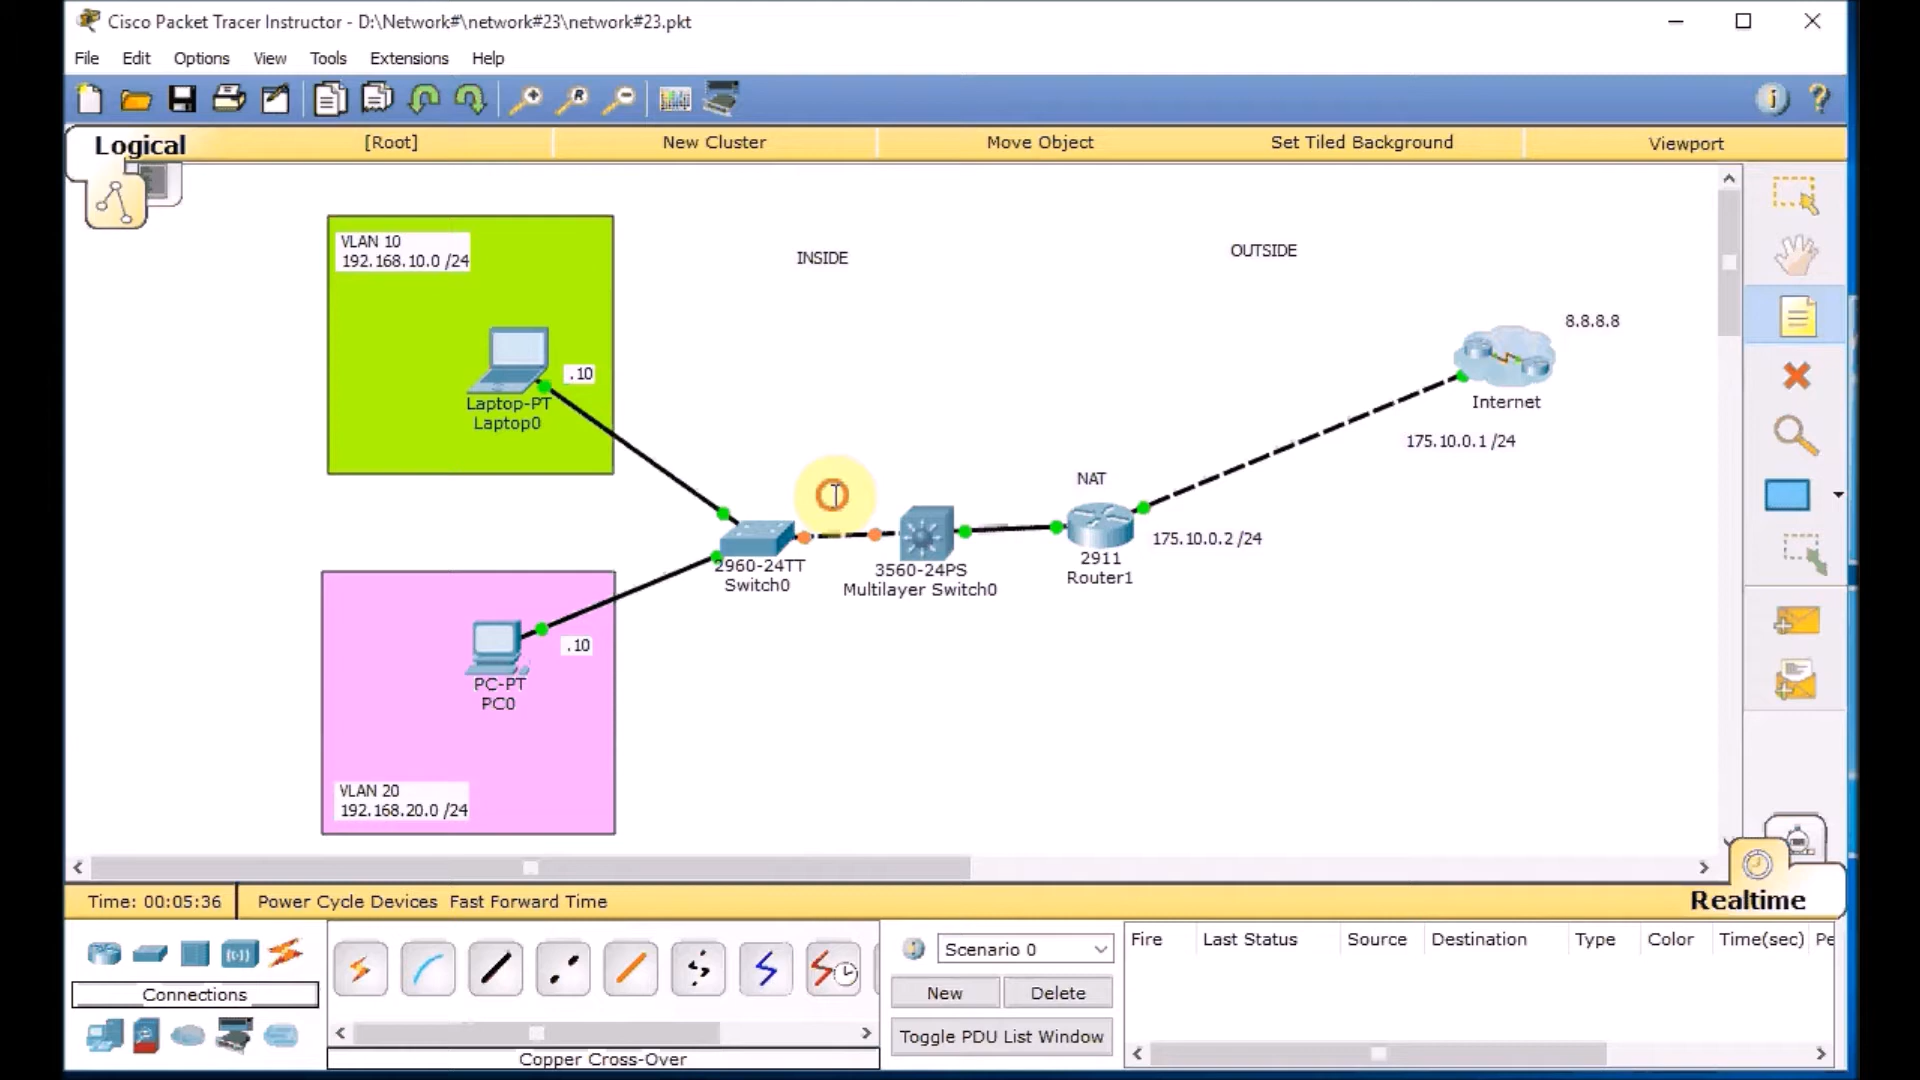 Cisco Packet Tracer Instructor - D:\Network#\network#23\network#23.pkt
File Edit Options View Tools Extensions Help
Logical [Root] New Cluster Move Object Set Tiled Background Viewport
VLAN 10
192.168.10.0 /24
INSIDE
OUTSIDE
8.8.8.8
.10
Laptop-PT
Laptop0
Internet
175.10.0.1 /24
NAT
175.10.0.2 /24
2960-24TT
Switch0
3560-24PS
Multilayer Switch0
2911
Router1
.10
PC-PT
PC0
VLAN 20
192.168.20.0 /24
Time: 00:05:36 Power Cycle Devices Fast Forward Time Realtime
Scenario 0
Fire Last Status Source Destination Type Color Time(sec) Pe
Connections
New Delete
Toggle PDU List Window
Copper Cross-Over